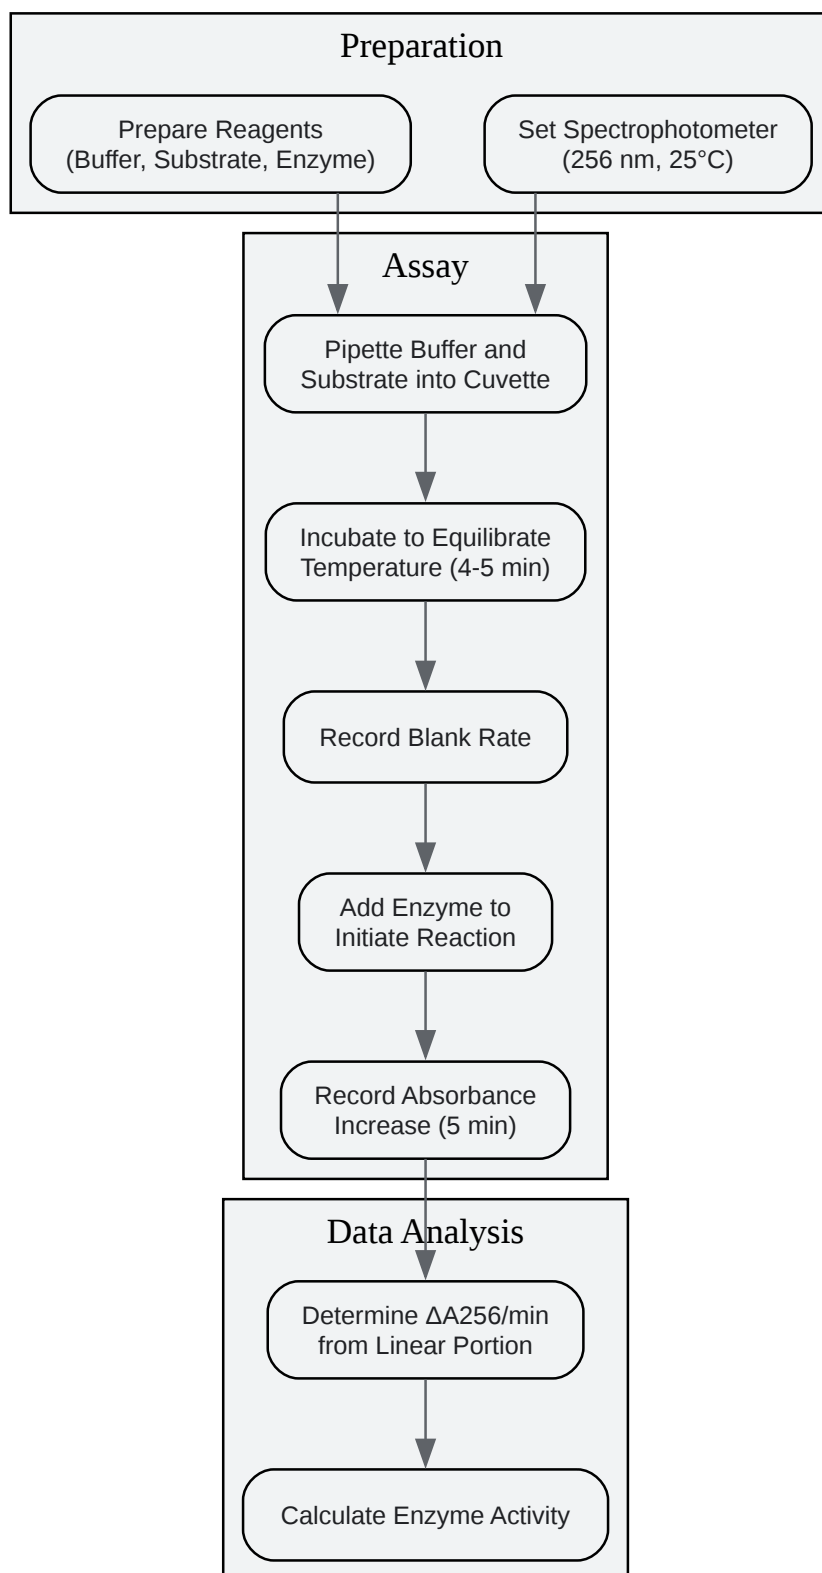 Preparation
Prepare Reagents
(Buffer, Substrate, Enzyme)
Set Spectrophotometer
(256 nm, 25°C)
Assay
Pipette Buffer and
Substrate into Cuvette
Incubate to Equilibrate
Temperature (4-5 min)
Record Blank Rate
Add Enzyme to
Initiate Reaction
Record Absorbance
Increase (5 min)
Data Analysis
Determine ΔA256/min
from Linear Portion
Calculate Enzyme Activity